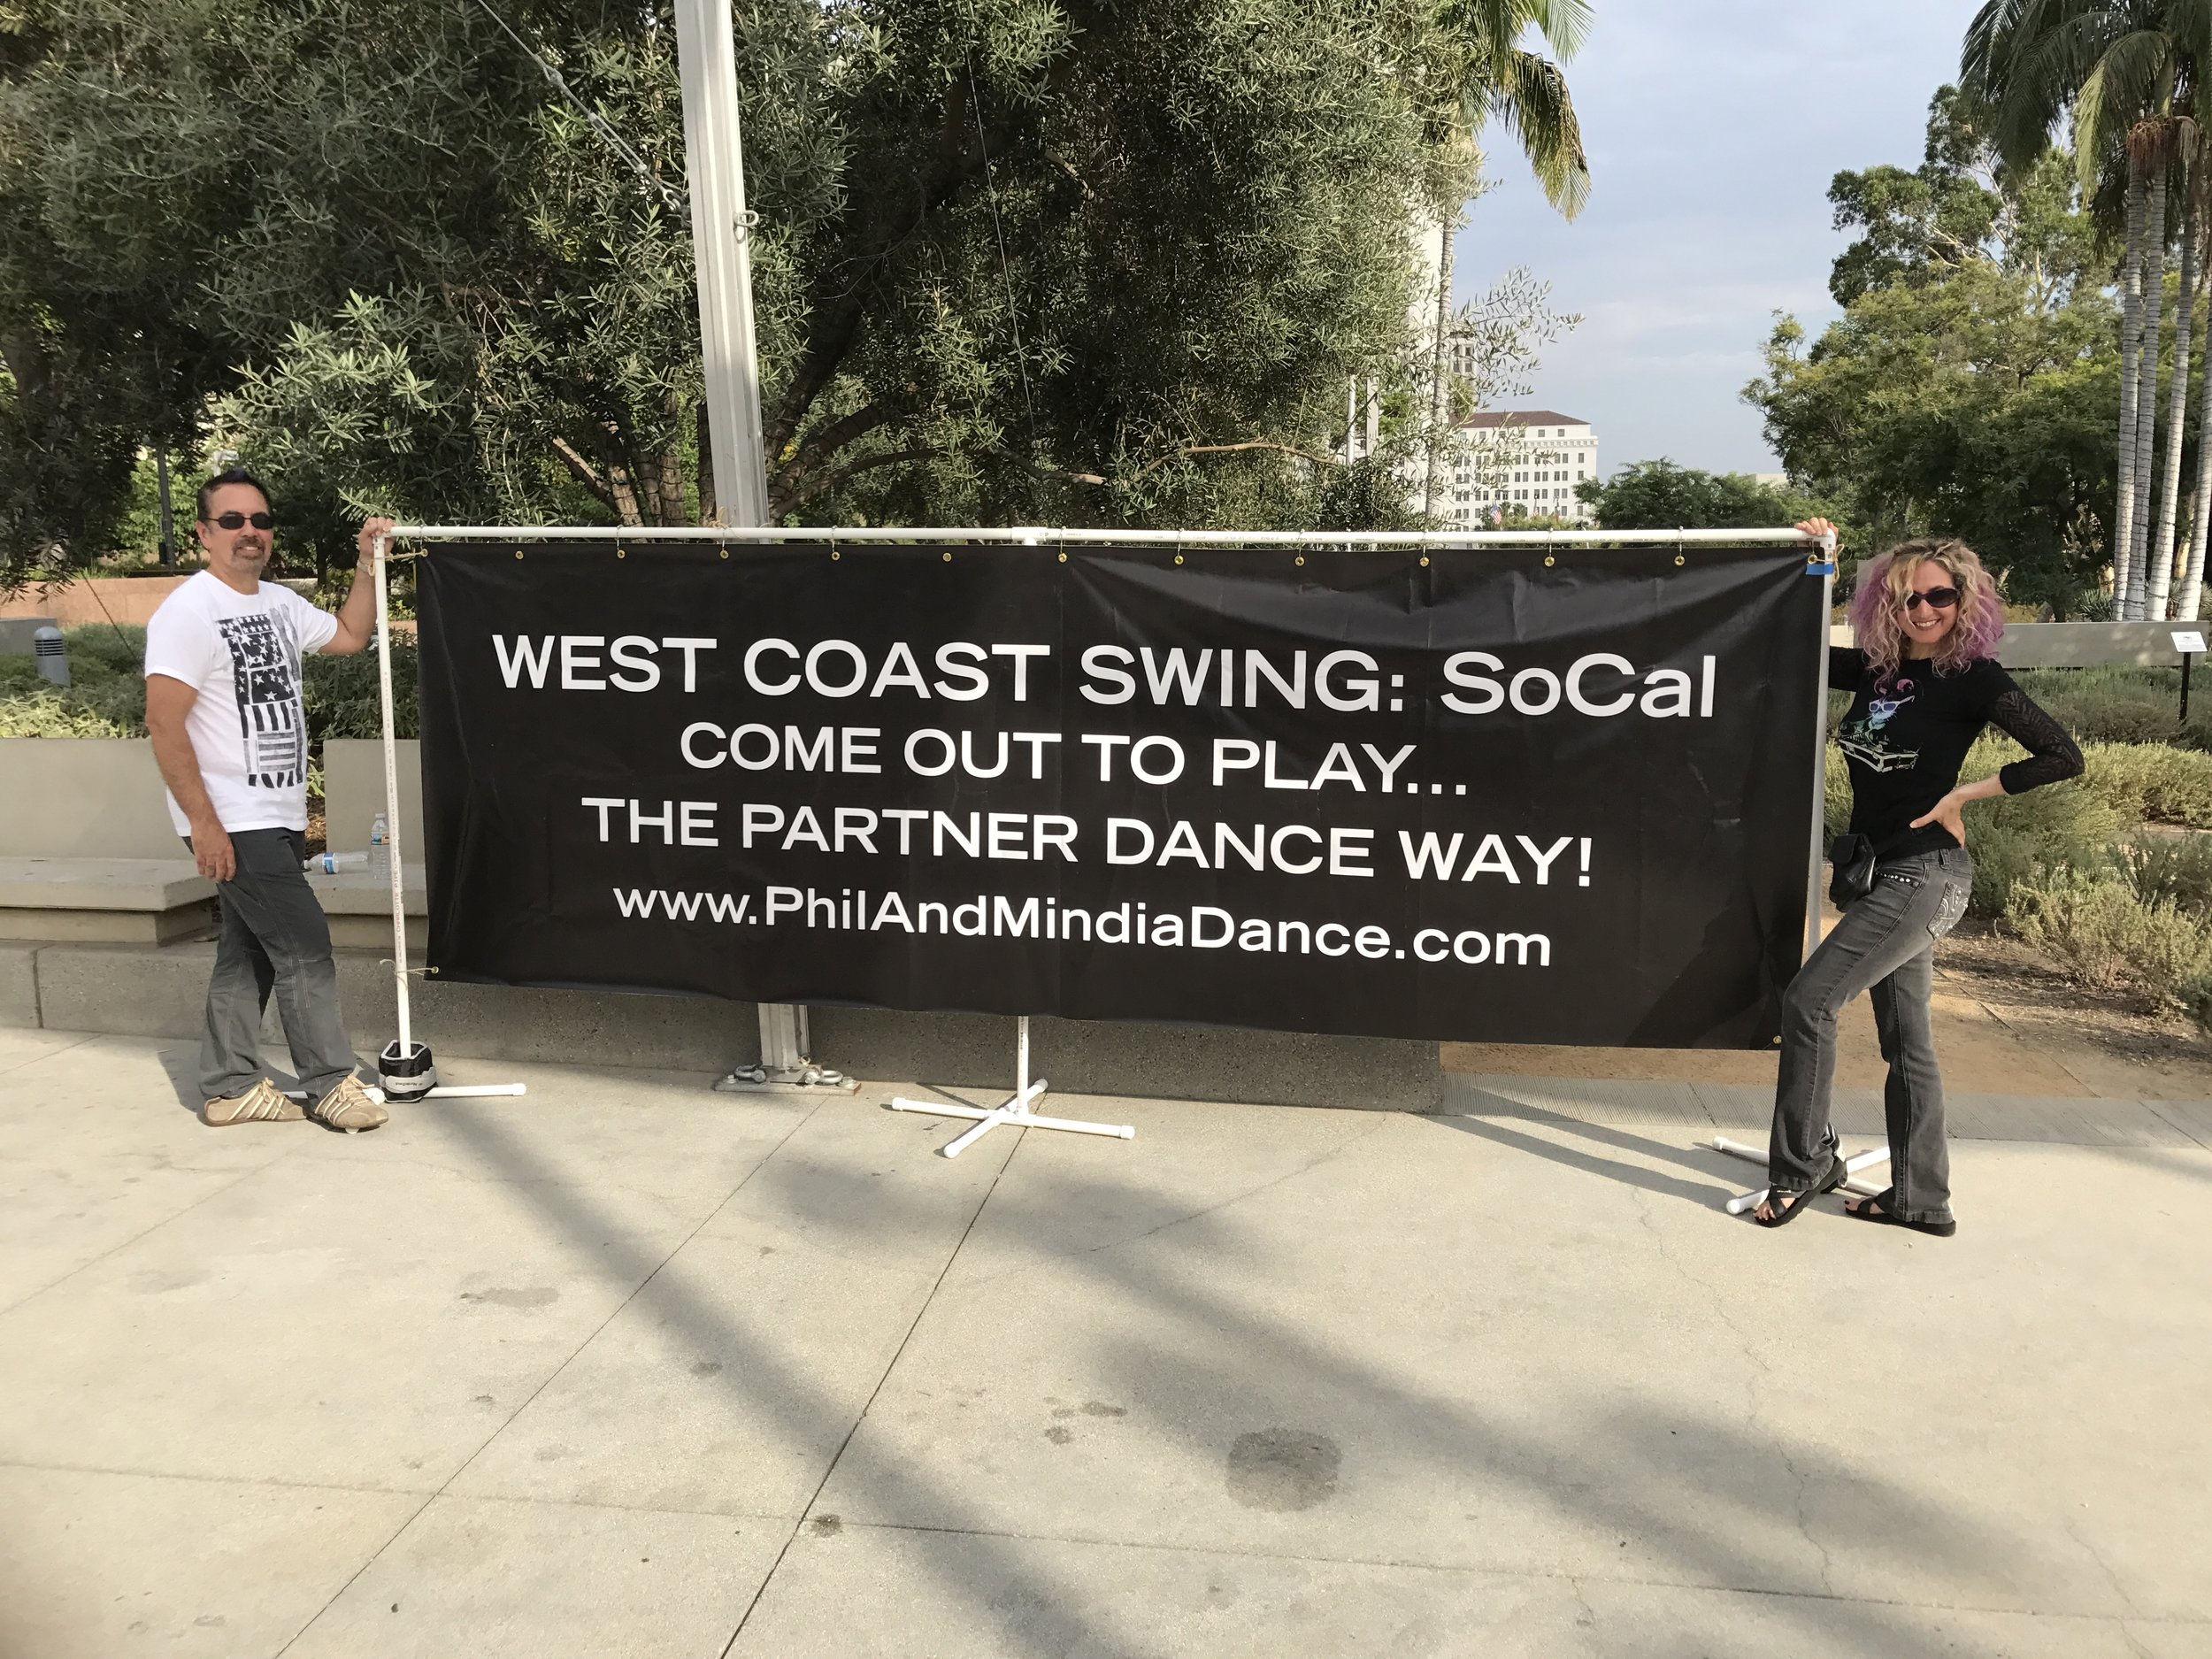 WEST COAST SWING: SoCal
COME OUT TO PLAY...
THE PARTNER DANCE WAY!
www.PhilAndMindiaDance.com